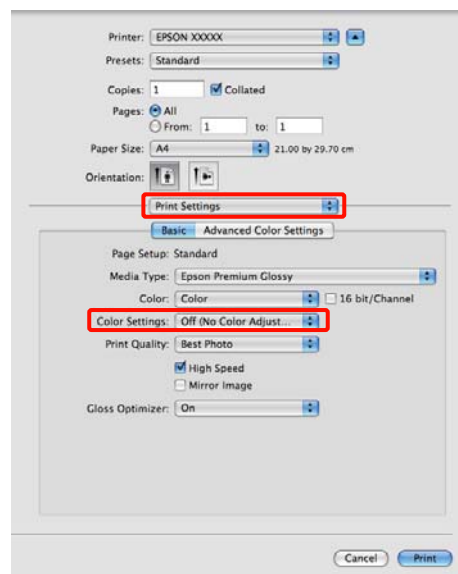 Printer: EPSON XXXXX
Presets: Standard
Copies: 1 Collated
Pages: All
From: 1 to: 1
Paper Size: A4 21.00 by 29.70 cm
Orientation:
Print Settings
Basic Advanced Color Settings
Page Setup: Standard
Media Type: Epson Premium Glossy
Color: Color 16 bit/Channel
Color Settings: Off (No Color Adjust...
Print Quality: Best Photo
High Speed
Mirror Image
Gloss Optimizer: On
Cancel Print